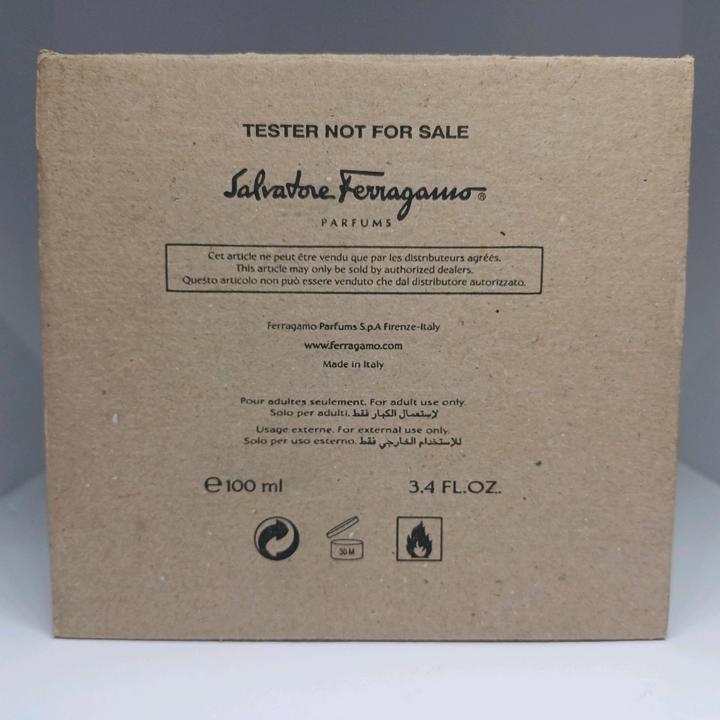 TESTER NOT FOR SALE
Salvatore Ferragamo®
PARFUMS
Cet article ne peut être vendu que par les distributeurs agréés.
This article may only be sold by authorized dealers.
Questo articolo non può essere venduto che dal distributore autorizzato.
Ferragamo Parfums S.p.A Firenze-Italy
www.ferragamo.com
Made in Italy
Pour adultes seulement. For adult use only.
Solo per adulti. لإستعمال الكبار فقط
Usage externe. For external use only.
Solo per uso esterno. للإستخدام الخارجي فقط
℮ 100 ml 3.4 FL.OZ.
30 M